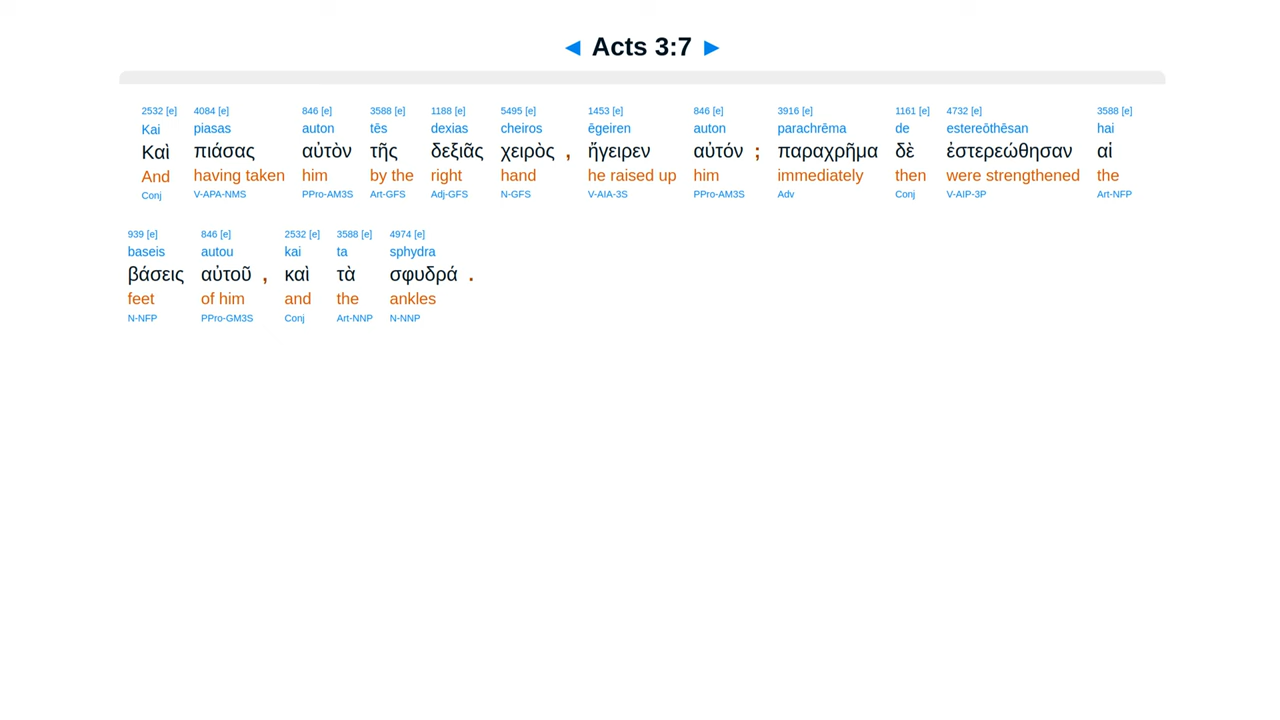 ◄ Acts 3:7 ►
2532 [e] 4084 [e] 846 [e] 3588 [e] 1188 [e] 5495 [e] 1453 [e] 846 [e] 3916 [e] 1161 [e] 4732 [e] 3588 [e]
Kai piasas auton tēs dexias cheiros ēgeiren auton parachrēma de estereōthēsan hai
Καὶ πιάσας αὐτὸν τῆς δεξιᾶς χειρὸς , ἤγειρεν αὐτόν ; παραχρῆμα δὲ ἐστερεώθησαν αἱ
And having taken him by the right hand he raised up him immediately then were strengthened the
Conj V-APA-NMS PPro-AM3S Art-GFS Adj-GFS N-GFS V-AIA-3S PPro-AM3S Adv Conj V-AIP-3P Art-NFP
939 [e] 846 [e] 2532 [e] 3588 [e] 4974 [e]
baseis autou kai ta sphydra
βάσεις αὐτοῦ , καὶ τὰ σφυδρά .
feet of him and the ankles
N-NFP PPro-GM3S Conj Art-NNP N-NNP